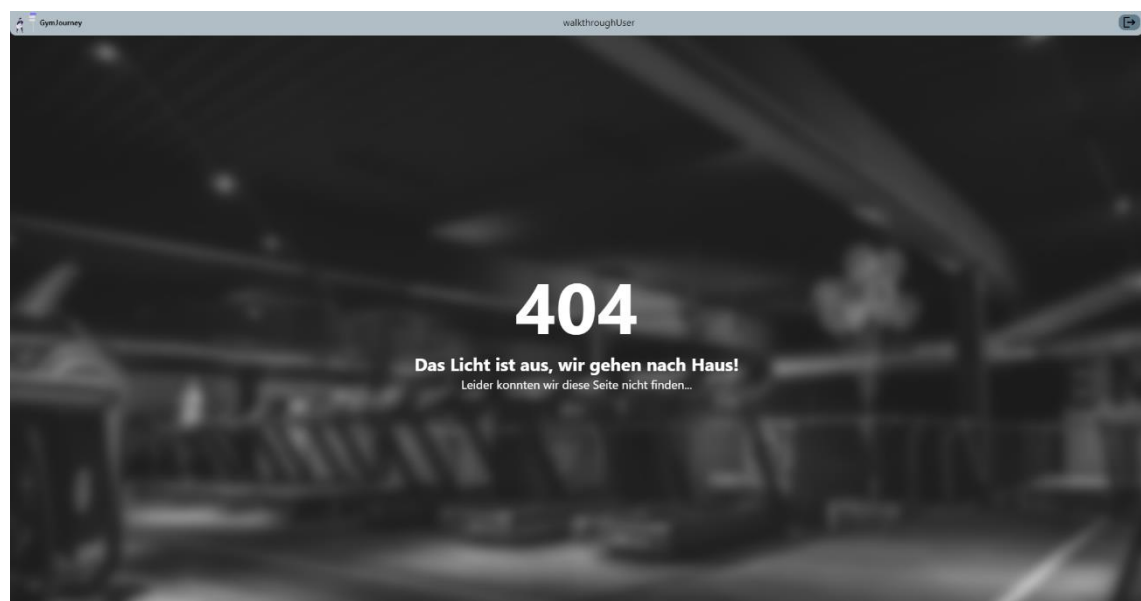 GymJourney
walkthroughUser
404
Das Licht ist aus, wir gehen nach Haus!
Leider konnten wir diese Seite nicht finden...